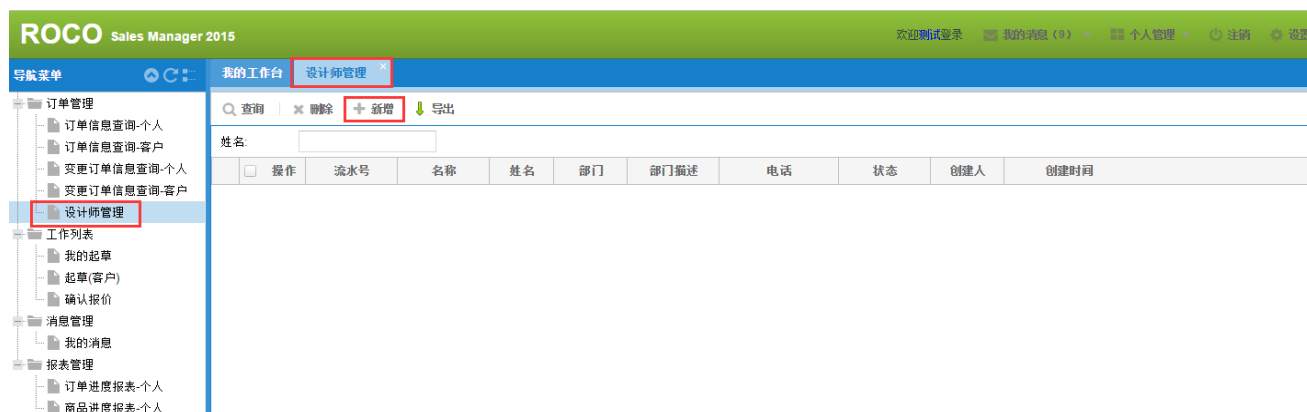 ROCO Sales Manager 2015
欢迎测试登录 我的消息（9） 个人管理 注销 设置
导航菜单
我的工作台 设计师管理
订单管理
订单信息查询-个人
订单信息查询-客户
变更订单信息查询-个人
变更订单信息查询-客户
设计师管理
工作列表
我的起草
起草(客户)
确认报价
消息管理
我的消息
报表管理
订单进度报表-个人
商品进度报表-个人
查询 删除 新增 导出
姓名:
操作 流水号 名称 姓名 部门 部门描述 电话 状态 创建人 创建时间